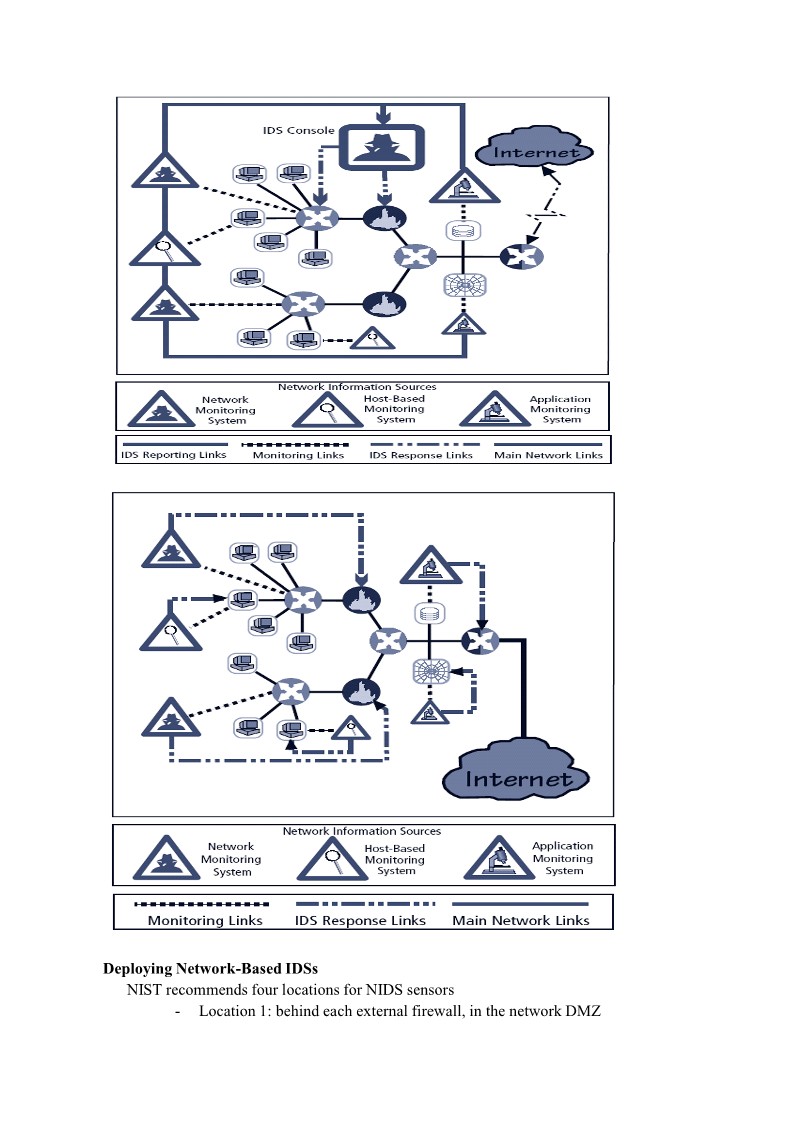 IDS Console
Internet
Network Information Sources
Network
Monitoring
System
Host-Based
Monitoring
System
Application
Monitoring
System
IDS Reporting Links
Monitoring Links
IDS Response Links
Main Network Links
Internet
Network Information Sources
Network
Monitoring
System
Host-Based
Monitoring
System
Application
Monitoring
System
Monitoring Links
IDS Response Links
Main Network Links
Deploying Network-Based IDSs
NIST recommends four locations for NIDS sensors
- Location 1: behind each external firewall, in the network DMZ